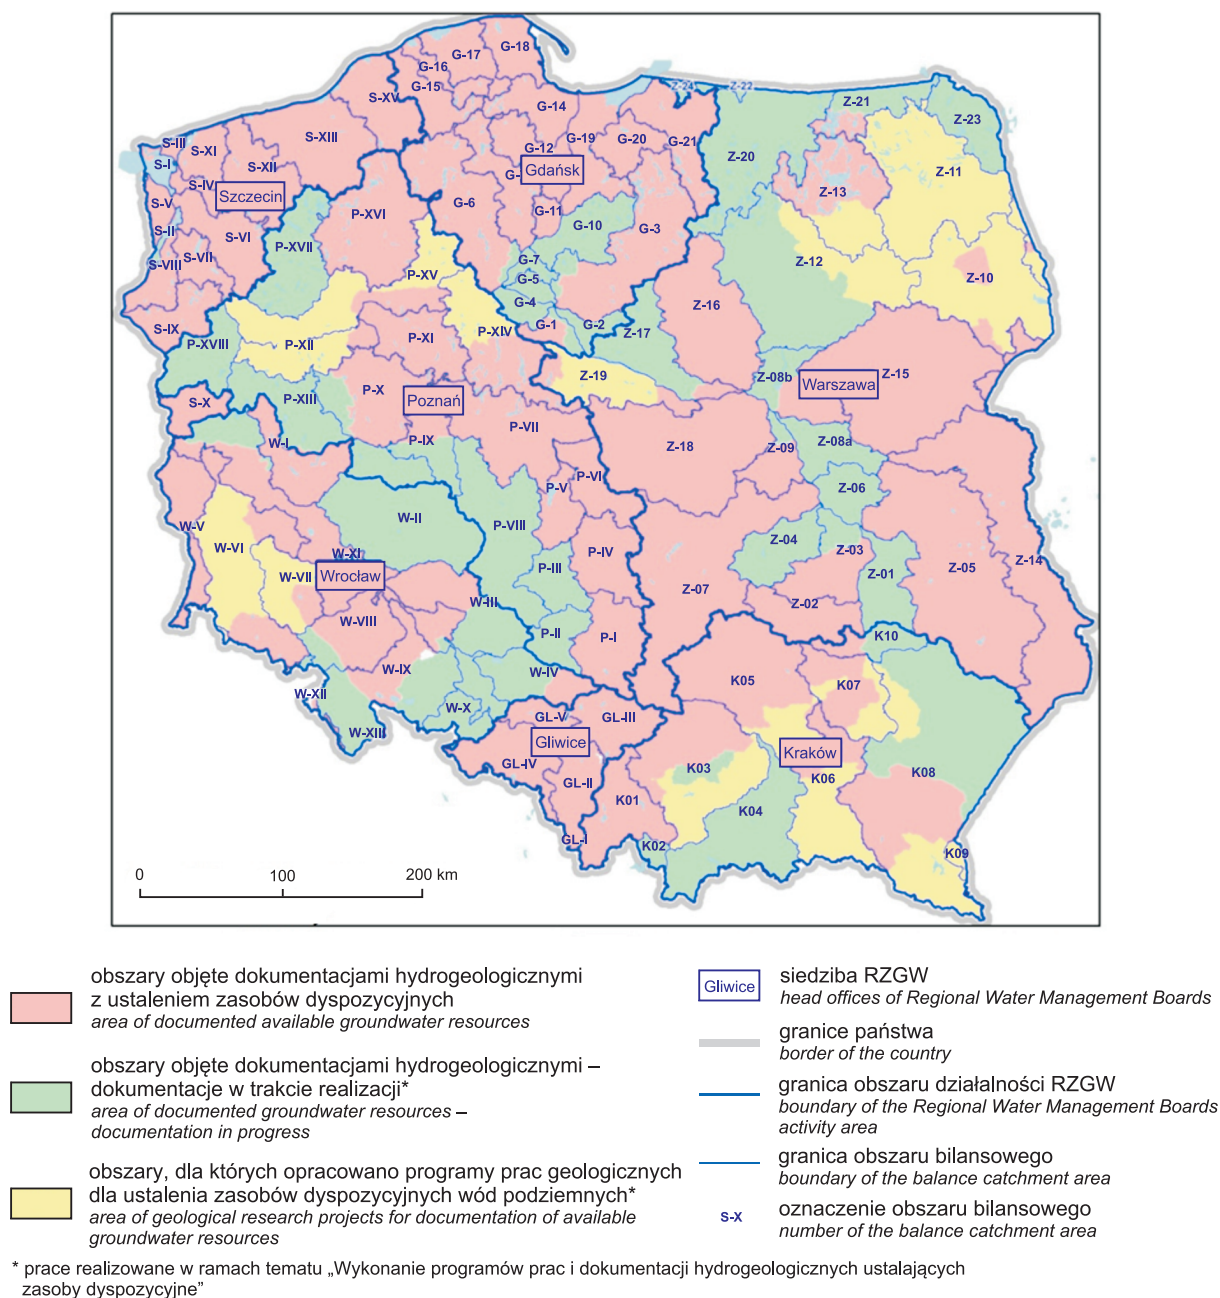 G-18
G-17
G-16
G-15
S-XV
G-14
Z-24
Z-22
Z-21
Z-23
S-XIII
S-III
S-XI
S-I
S-XII
S-IV
Szczecin
S-V
S-II
S-VI
S-VII
S-VIII
S-IX
G-12
G-19
G-20
G-21
G-
Gdańsk
G-6
G-11
G-10
G-3
G-7
G-5
G-4
G-1
G-2
Z-20
Z-11
Z-13
Z-12
Z-10
P-XVI
P-XVII
P-XV
P-XIV
P-XII
P-XI
P-XVIII
P-XIII
P-X
Poznań
S-X
Z-16
Z-17
Z-19
Z-08b
Warszawa
Z-15
W-I
P-IX
P-VII
P-VI
P-V
Z-18
Z-09
Z-08a
Z-06
W-V
W-VI
W-II
P-VIII
W-XI
Wrocław
W-VII
P-III
P-IV
Z-04
Z-03
Z-01
Z-05
Z-14
W-III
Z-07
Z-02
W-VIII
P-II
P-I
K10
W-IX
W-IV
W-XII
W-X
W-XIII
K05
K07
GL-V
GL-III
Gliwice
Kraków
GL-IV
GL-II
K01
K03
K06
K08
K04
GL-I
K02
K09
0 100 200 km
obszary objęte dokumentacjami hydrogeologicznymi
z ustaleniem zasobów dyspozycyjnych
area of documented available groundwater resources
obszary objęte dokumentacjami hydrogeologicznymi –
dokumentacje w trakcie realizacji*
area of documented groundwater resources –
documentation in progress
obszary, dla których opracowano programy prac geologicznych
dla ustalenia zasobów dyspozycyjnych wód podziemnych*
area of geological research projects for documentation of available
groundwater resources
Gliwice
siedziba RZGW
head offices of Regional Water Management Boards
granice państwa
border of the country
granica obszaru działalności RZGW
boundary of the Regional Water Management Boards
activity area
granica obszaru bilansowego
boundary of the balance catchment area
S-X
oznaczenie obszaru bilansowego
number of the balance catchment area
* prace realizowane w ramach tematu „Wykonanie programów prac i dokumentacji hydrogeologicznych ustalających
zasoby dyspozycyjne”